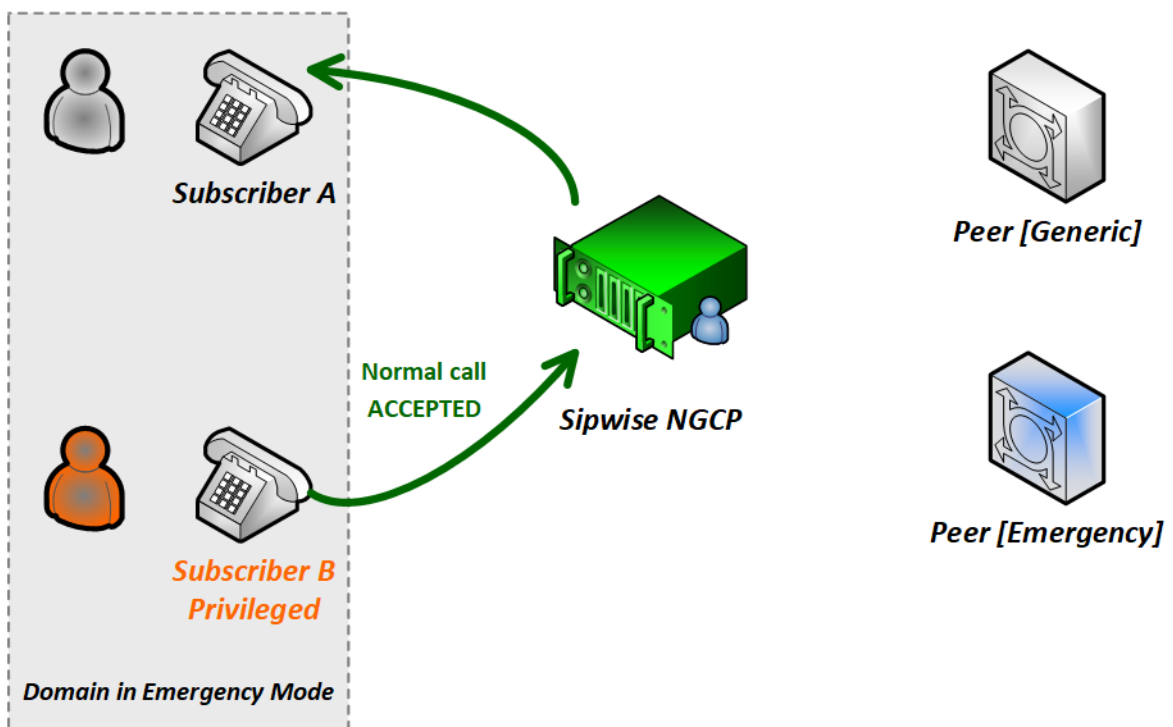 Subscriber A
Peer [Generic]
Normal call
ACCEPTED
Sipwise NGCP
Peer [Emergency]
Subscriber B
Privileged
Domain in Emergency Mode